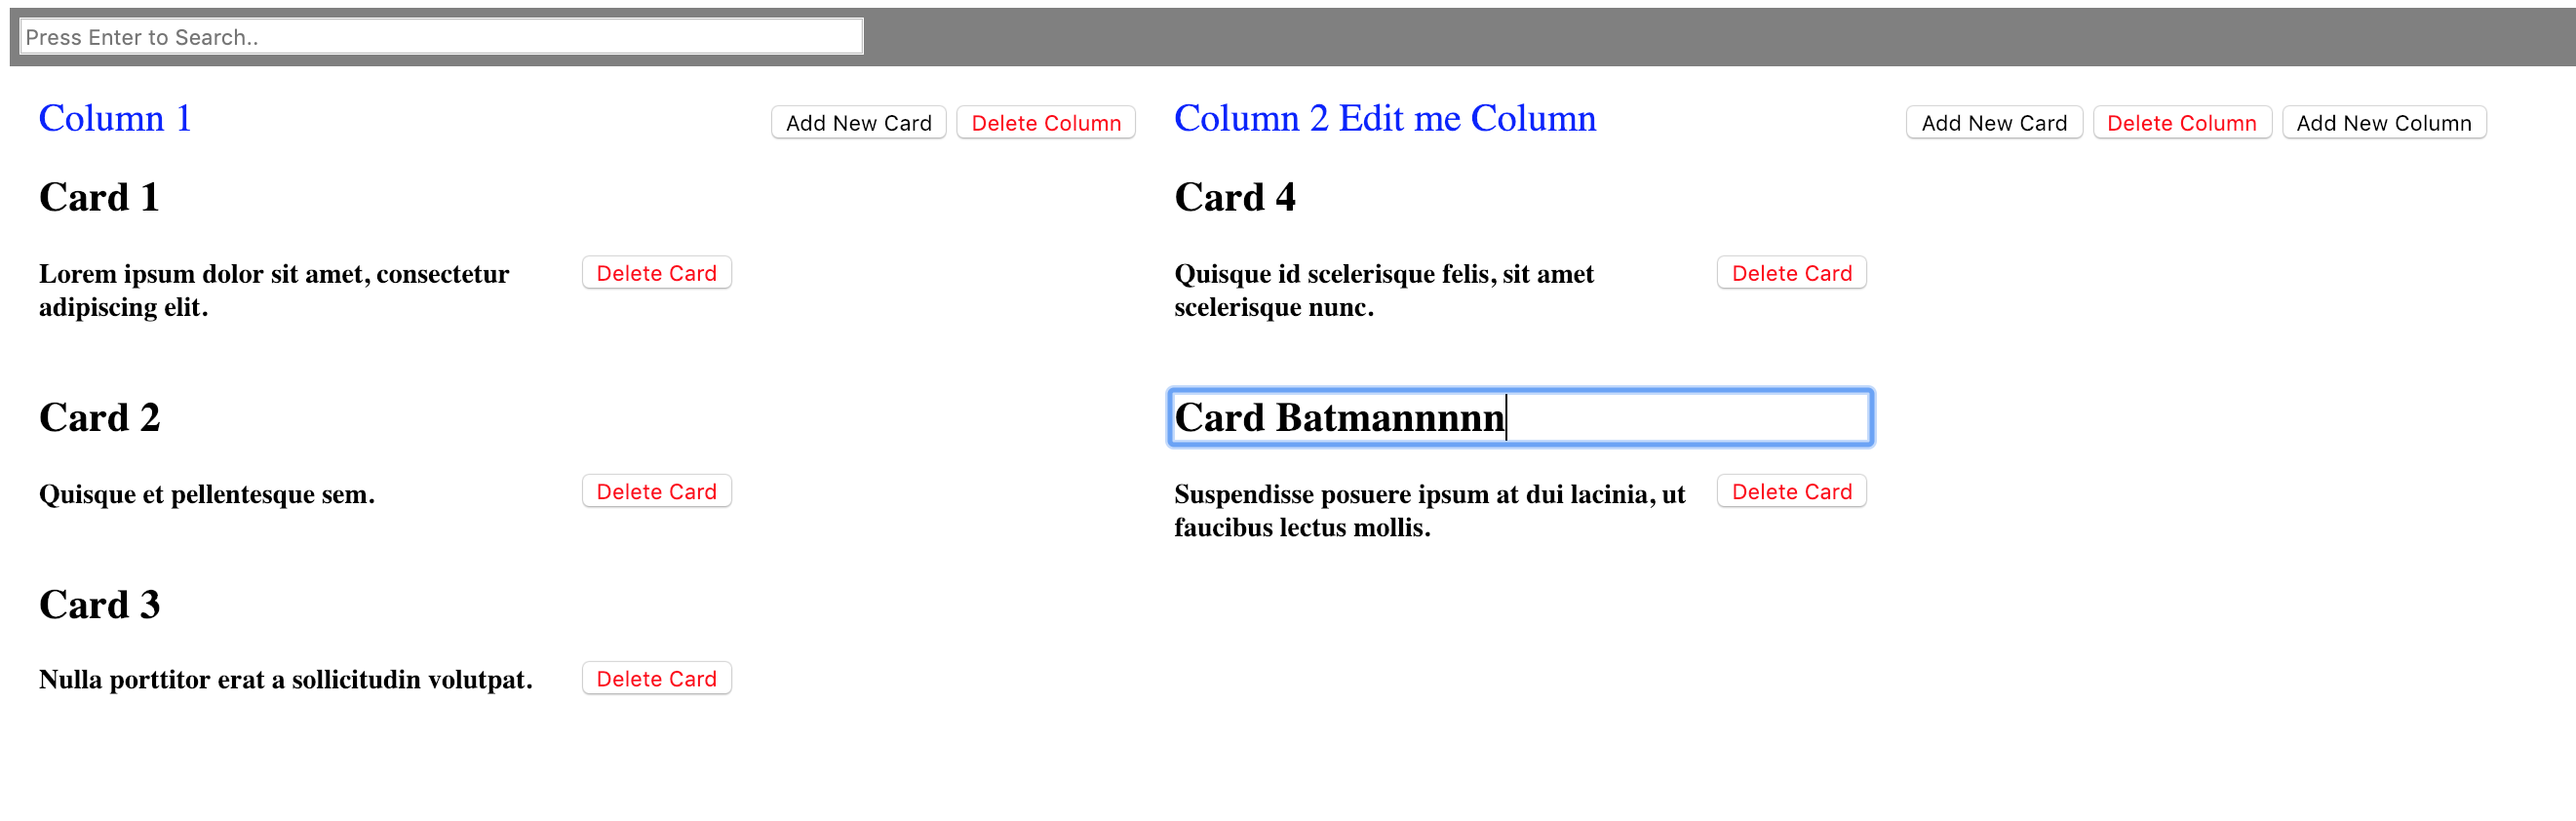 Press Enter to Search..
Column 1
Add New Card
Delete Column
Card 1
Lorem ipsum dolor sit amet, consectetur
adipiscing elit.
Delete Card
Card 2
Quisque et pellentesque sem.
Delete Card
Card 3
Nulla porttitor erat a sollicitudin volutpat.
Delete Card
Column 2 Edit me Column
Add New Card
Delete Column
Add New Column
Card 4
Quisque id scelerisque felis, sit amet
scelerisque nunc.
Delete Card
Card Batmannnnn
Suspendisse posuere ipsum at dui lacinia, ut
faucibus lectus mollis.
Delete Card